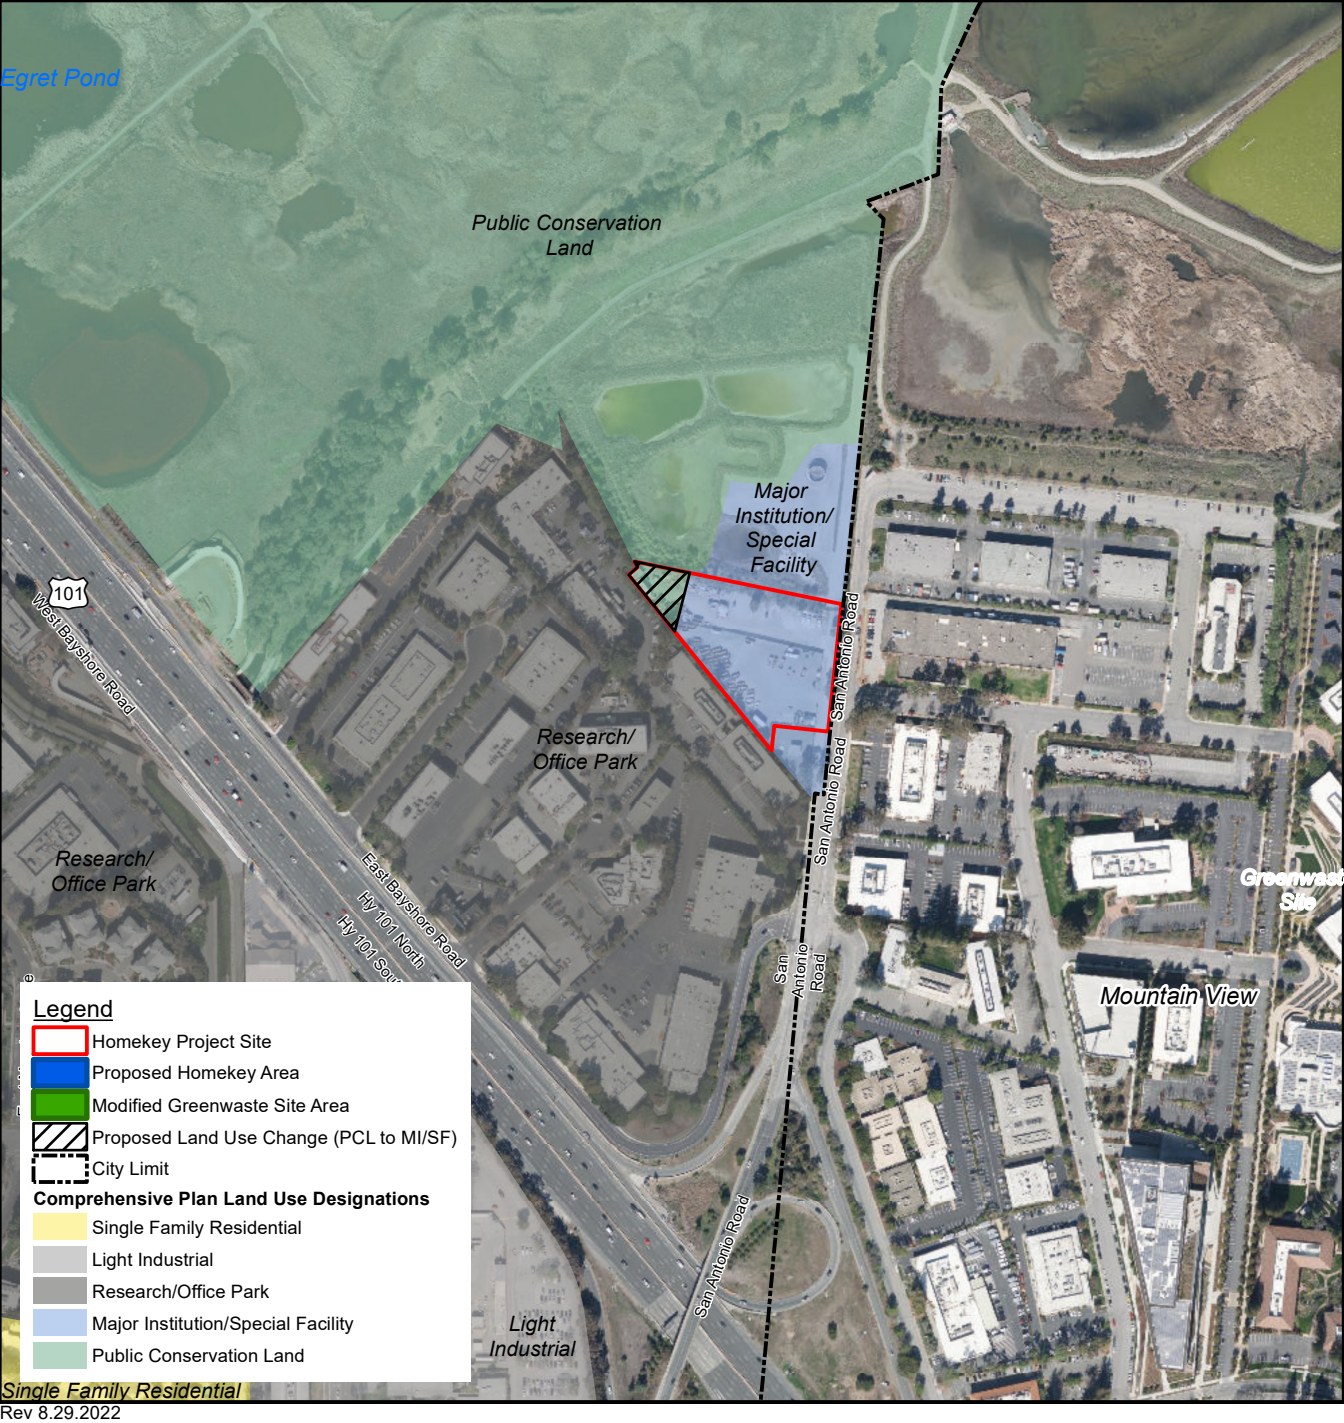 Egret Pond
Public Conservation
Land
Major
Institution/
Special
Facility
101
West Bayshore Road
San Antonio Road
San Antonio Road
Research/
Office Park
Research/
Office Park
East Bayshore Road
Hy 101 North
Hy 101 Sout
Greenwast
Site
San
Antonio
Road
Mountain View
San Antonio Road
Light
Industrial
Legend
Homekey Project Site
Proposed Homekey Area
Modified Greenwaste Site Area
Proposed Land Use Change (PCL to MI/SF)
City Limit
Comprehensive Plan Land Use Designations
Single Family Residential
Light Industrial
Research/Office Park
Major Institution/Special Facility
Public Conservation Land
Single Family Residential
Rev 8.29.2022